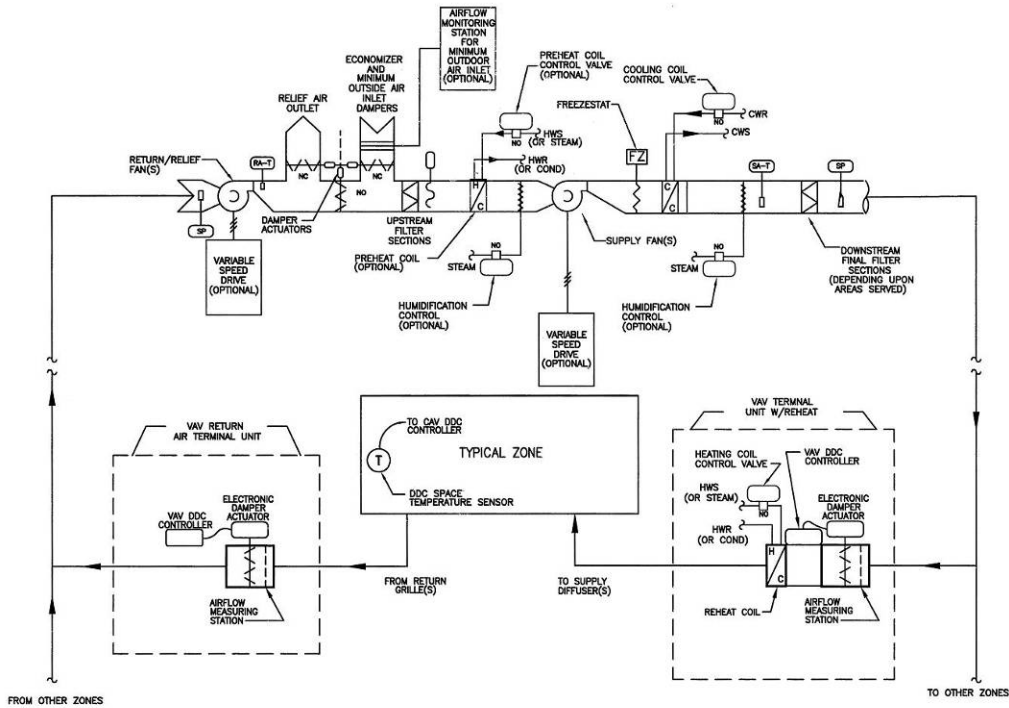 AIRFLOW
MONITORING
STATION
FOR
MINIMUM
OUTDOOR
AIR INLET
(OPTIONAL)
ECONOMIZER
AND
MINIMUM
OUTSIDE AIR
INLET
DAMPERS
RELIEF AIR
OUTLET
PREHEAT COIL
CONTROL VALVE
(OPTIONAL)
COOLING COIL
CONTROL VALVE
FREEZESTAT
NO
HWS
(OR STEAM)
HWR
(OR COND)
NO
CWR
CWS
RETURN/RELIEF
FAN(S)
RA-T
NC
NC
NO
FZ
SA-T
SP
H
C
C
C
SP
DAMPER
ACTUATORS
UPSTREAM
FILTER
SECTIONS
PREHEAT COIL
(OPTIONAL)
SUPPLY FAN(S)
DOWNSTREAM
FINAL FILTER
SECTIONS
(DEPENDING UPON
AREAS SERVED)
VARIABLE
SPEED
DRIVE
(OPTIONAL)
NO
STEAM
HUMIDIFICATION
CONTROL
(OPTIONAL)
NO
STEAM
HUMIDIFICATION
CONTROL
(OPTIONAL)
VARIABLE
SPEED
DRIVE
(OPTIONAL)
VAV RETURN
AIR TERMINAL UNIT
TO CAV DDC
CONTROLLER
TYPICAL ZONE
T
DDC SPACE
TEMPERATURE SENSOR
VAV TERMNAL
UNIT W/REHEAT
HEATING COIL
CONTROL VALVE
VAV DDC
CONTROLLER
HWS
(OR STEAM)
NO
ELECTRONIC
DAMPER
ACTUATOR
HWR
(OR COND)
H
C
VAV DDC
CONTROLLER
ELECTRONIC
DAMPER
ACTUATOR
AIRFLOW
MEASURING
STATION
FROM RETURN
GRILLE(S)
TO SUPPLY
DIFFUSER(S)
REHEAT COIL
AIRFLOW
MEASURING
STATION
FROM OTHER ZONES
TO OTHER ZONES